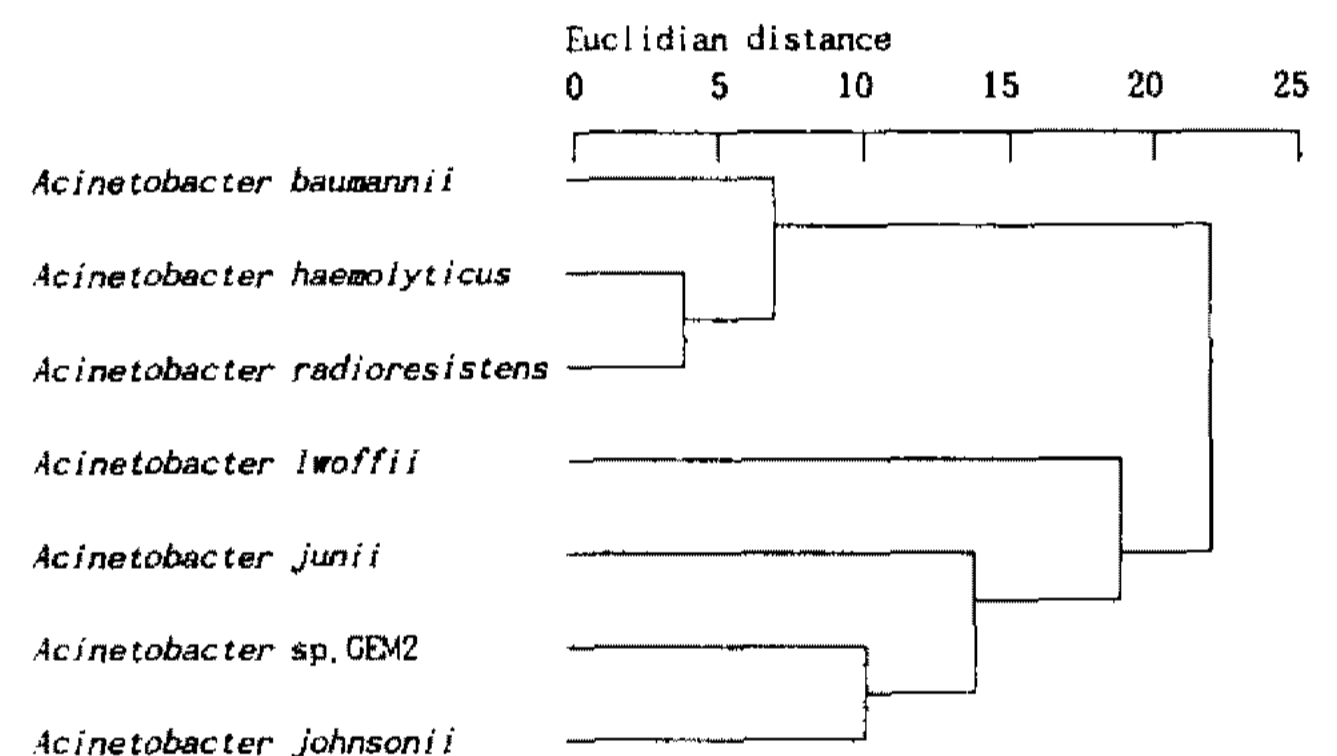 Euclidian distance
0 5 10 15 20 25
Acinetobacter baumannii
Acinetobacter haemolyticus
Acinetobacter radioresistens
Acinetobacter lwoffii
Acinetobacter junii
Acinetobacter sp. GEM2
Acinetobacter johnsonii